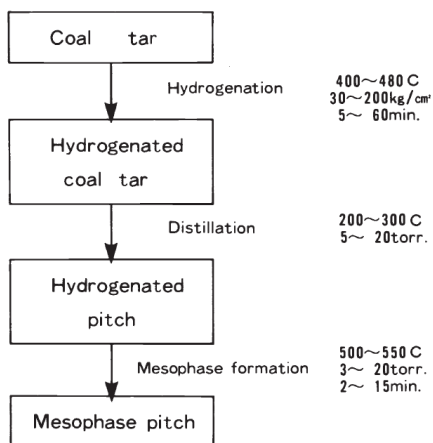 Coal tar
Hydrogenation
400~480 C
30~200kg/cm²
5~ 60min.
Hydrogenated
coal tar
Distillation
200~300 C
5~ 20torr.
Hydrogenated
pitch
Mesophase formation
500~550 C
3~ 20torr.
2~ 15min.
Mesophase pitch